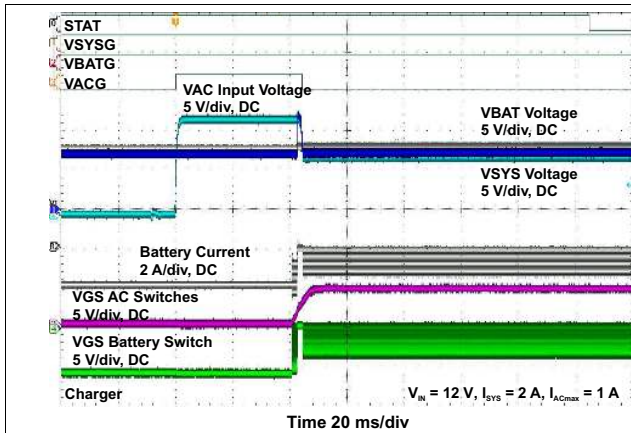 STAT
VSYSG
VBATG
VACG
VAC Input Voltage
5 V/div, DC
VBAT Voltage
5 V/div, DC
VSYS Voltage
5 V/div, DC
Battery Current
2 A/div, DC
VGS AC Switches
5 V/div, DC
VGS Battery Switch
5 V/div, DC
Charger
VIN = 12 V, ISYS = 2 A, IACmax = 1 A
Time 20 ms/div